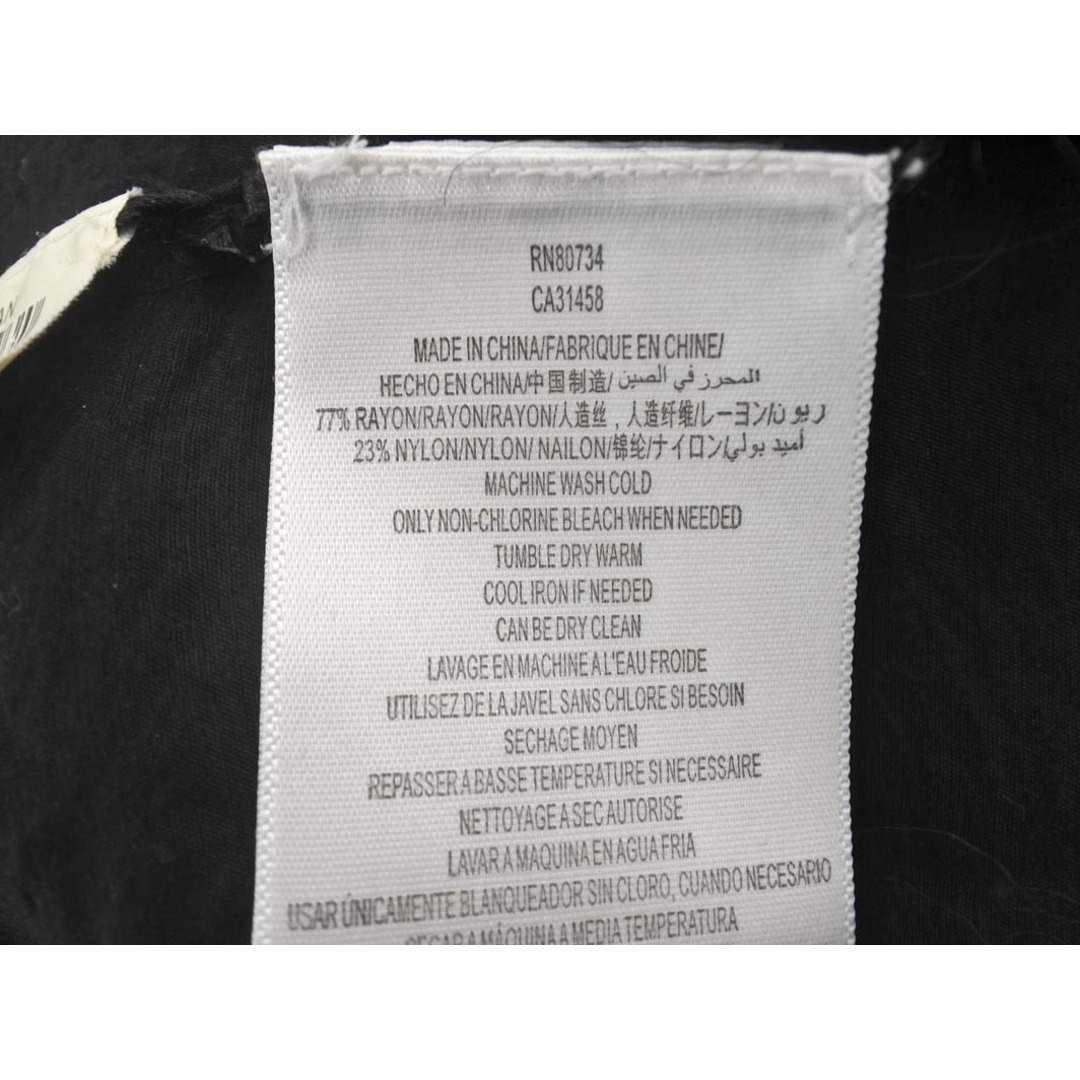 RN80734
CA31458
MADE IN CHINA/FABRIQUE EN CHINE/
HECHO EN CHINA/中国制造/ المحرز في الصين
77% RAYON/RAYON/RAYON/人造丝，人造纤维/レーヨン/ريون
23% NYLON/NYLON/ NAILON/锦纶/ナイロン/أميد بولي
MACHINE WASH COLD
ONLY NON-CHLORINE BLEACH WHEN NEEDED
TUMBLE DRY WARM
COOL IRON IF NEEDED
CAN BE DRY CLEAN
LAVAGE EN MACHINE A L'EAU FROIDE
UTILISEZ DE LA JAVEL SANS CHLORE SI BESOIN
SECHAGE MOYEN
REPASSER A BASSE TEMPERATURE SI NECESSAIRE
NETTOYAGE A SEC AUTORISE
LAVAR A MAQUINA EN AGUA FRIA
USAR ÚNICAMENTE BLANQUEADOR SIN CLORO, CUANDO NECESARIO
SECAR A MÁQUINA A MEDIA TEMPERATURA